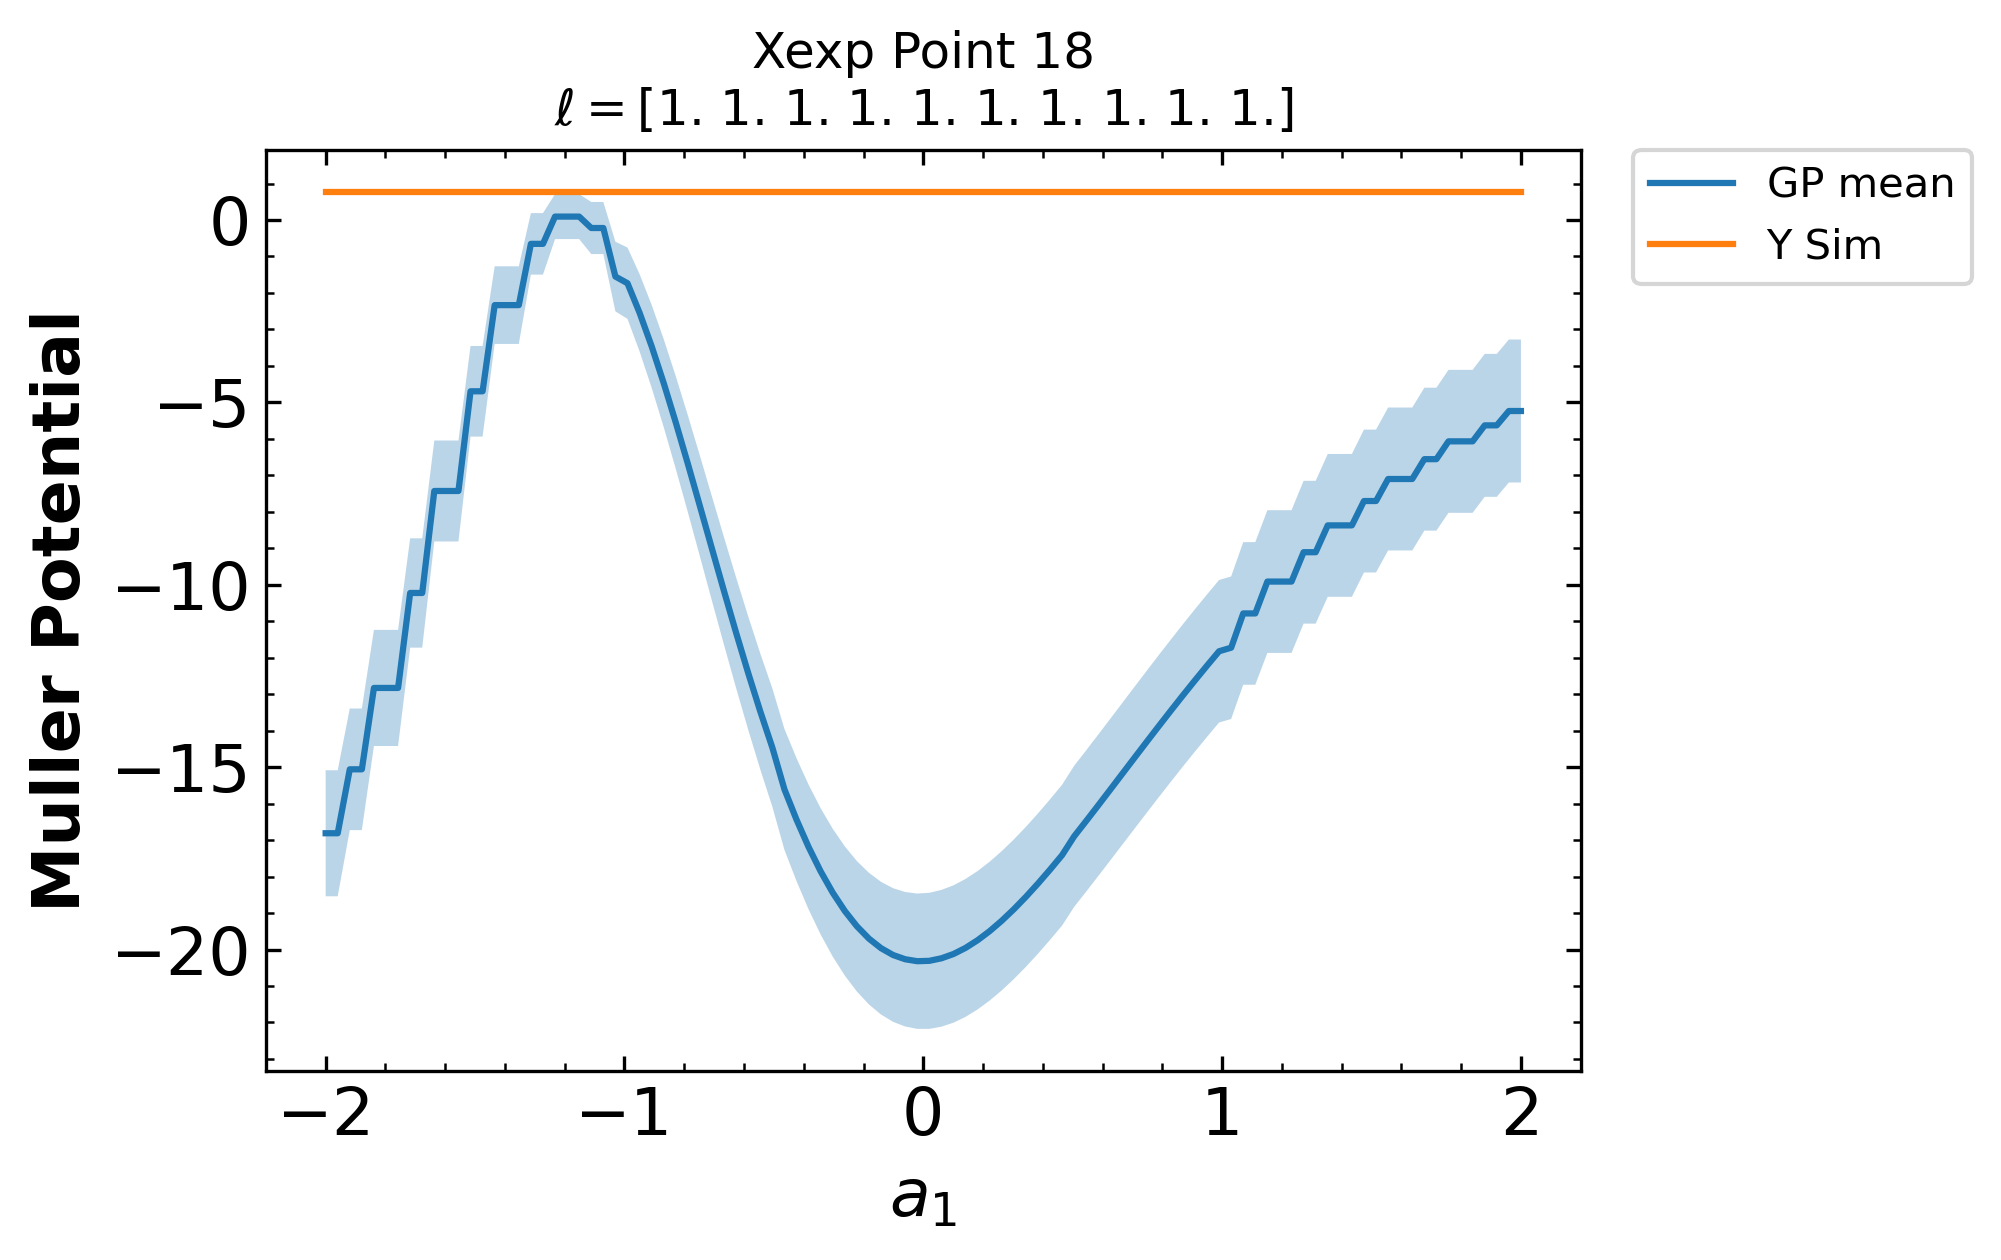 Xexp Point 18
ℓ = [1. 1. 1. 1. 1. 1. 1. 1. 1. 1.]
GP mean
Y Sim
Muller Potential
0
−5
−10
−15
−20
−2 −1 0 1 2
a₁